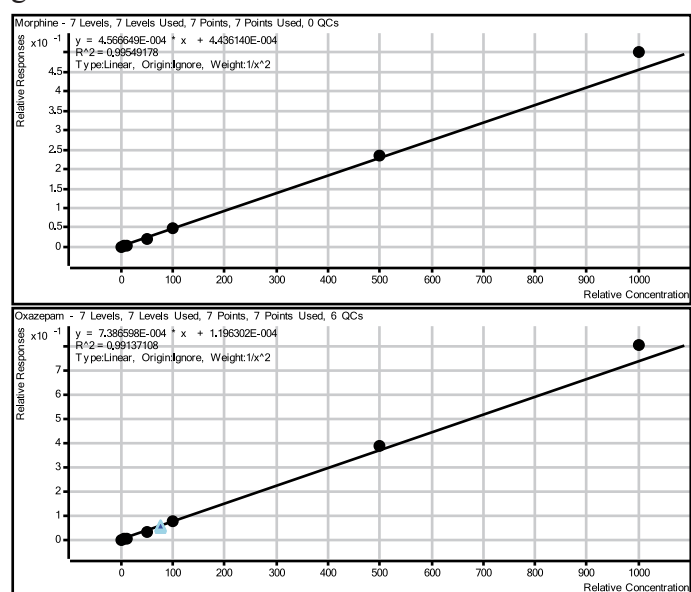 Morphine - 7 Levels, 7 Levels Used, 7 Points, 7 Points Used, 0 QCs
Relative Responses
x10 -1
y = 4.566649E-004 * x + 4.436140E-004
R^2 = 0.99549178
Type:Linear, Origin:Ignore, Weight:1/x^2
4.5
4
3.5
3
2.5
2
1.5
1
0.5
0
0 100 200 300 400 500 600 700 800 900 1000
Relative Concentration
Oxazepam - 7 Levels, 7 Levels Used, 7 Points, 7 Points Used, 6 QCs
Relative Responses
x10 -1
y = 7.386598E-004 * x + 1.196302E-004
R^2 = 0.99137108
Type:Linear, Origin:Ignore, Weight:1/x^2
7
6
5
4
3
2
1
0
0 100 200 300 400 500 600 700 800 900 1000
Relative Concentration